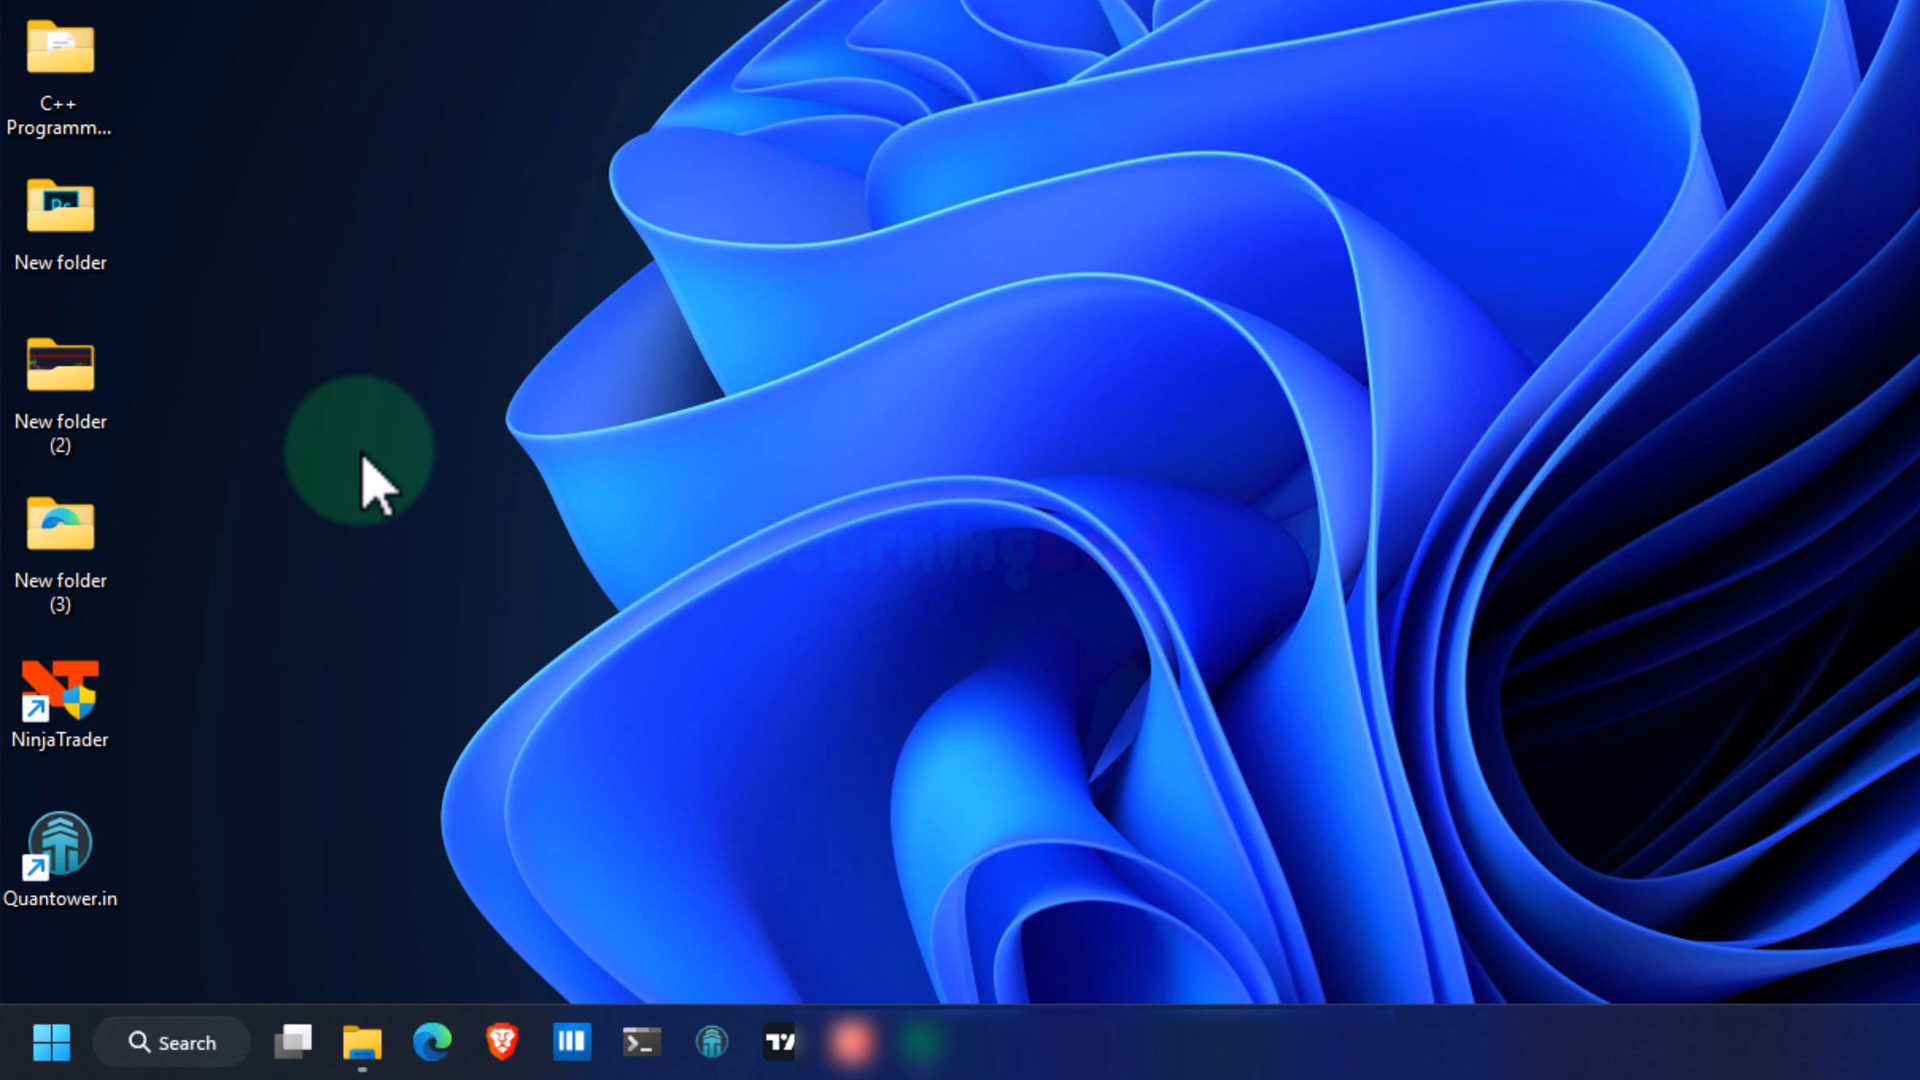 C++
Programm...
New folder
New folder
(2)
New folder
(3)
NinjaTrader
Quantower.in
Search